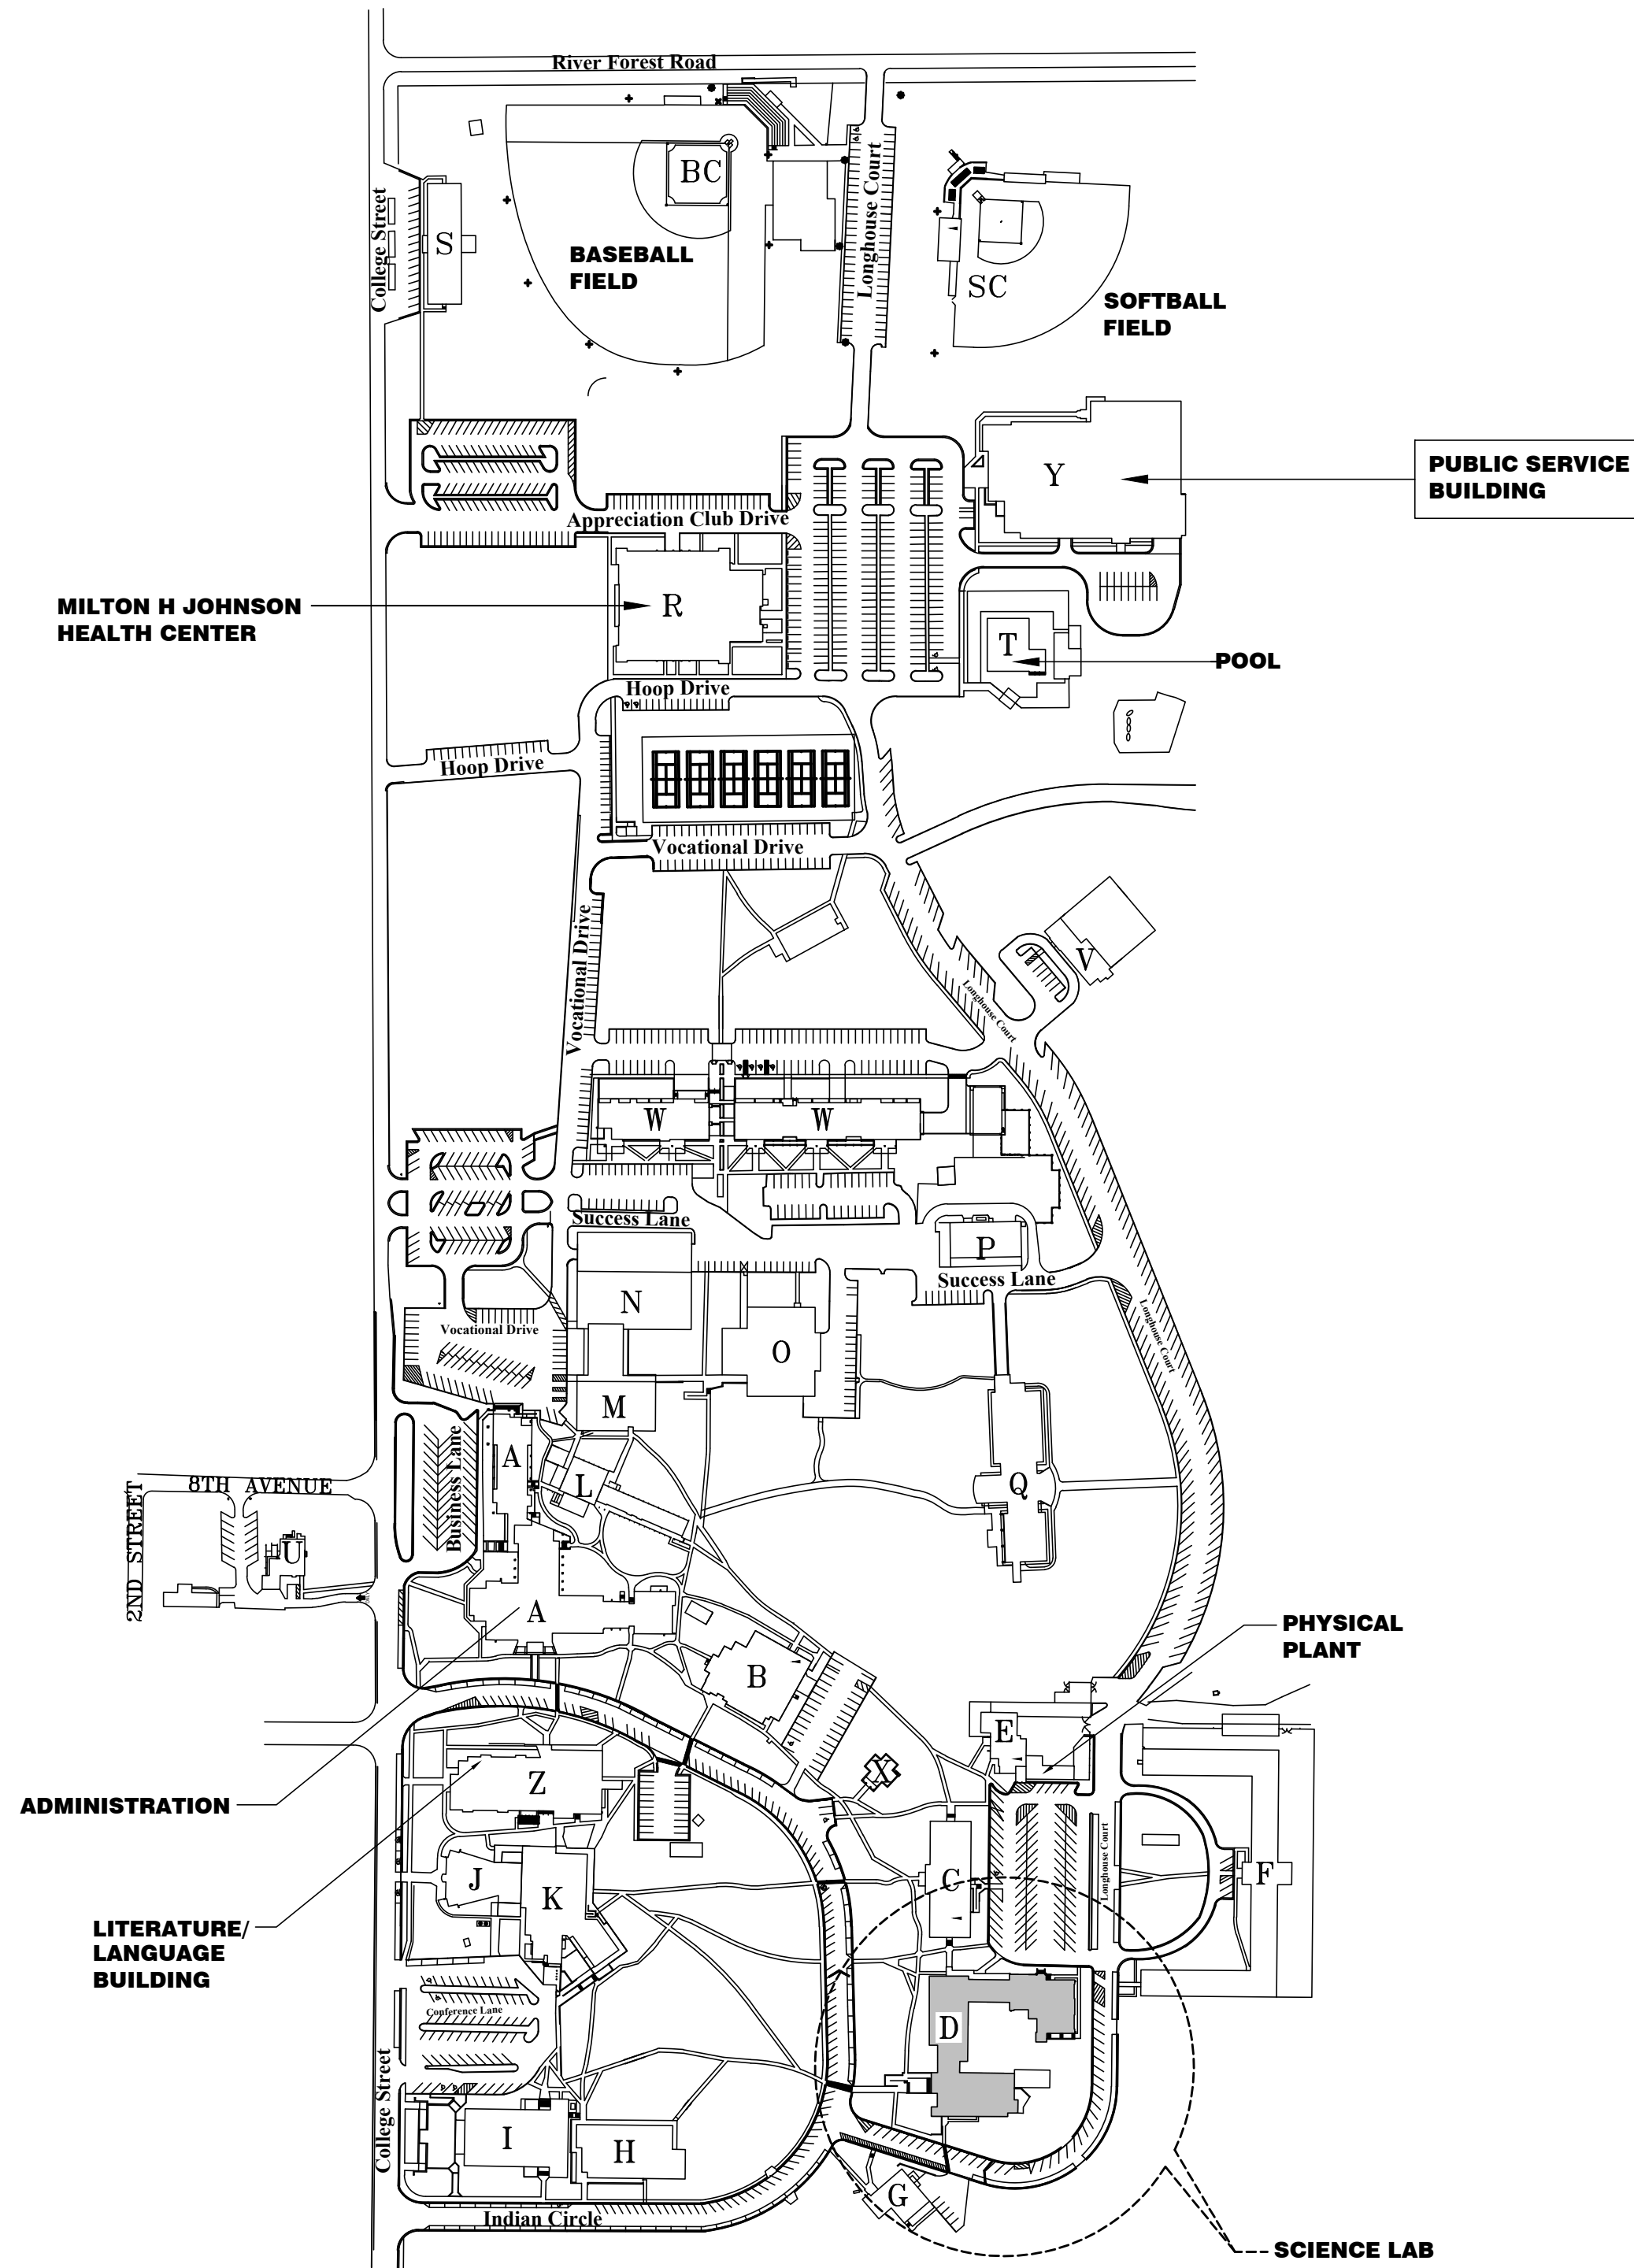 River Forest Road
BC
College Street
S
Longhouse Court
BASEBALL
FIELD
SC
SOFTBALL
FIELD
Y
PUBLIC SERVICE
BUILDING
Appreciation Club Drive
MILTON H JOHNSON
HEALTH CENTER
R
T
POOL
Hoop Drive
Hoop Drive
Vocational Drive
Vocational Drive
V
Longhouse Court
W
W
Success Lane
P
Success Lane
N
Vocational Drive
O
Longhouse Court
M
A
Business Lane
L
Q
8TH AVENUE
2ND STREET
U
A
PHYSICAL
PLANT
B
E
X
Z
ADMINISTRATION
Longhouse Court
J
K
C
F
LITERATURE/
LANGUAGE
BUILDING
Conference Lane
D
College Street
I
H
G
Indian Circle
SCIENCE LAB